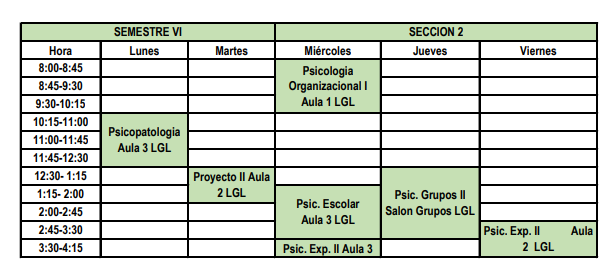 SEMESTRE VI SECCION 2
Hora Lunes Martes Miércoles Jueves Viernes
8:00-8:45
8:45-9:30
9:30-10:15
Psicologia
Organizacional I
Aula 1 LGL
10:15-11:00
11:00-11:45
11:45-12:30
Psicopatologia
Aula 3 LGL
12:30- 1:15
1:15- 2:00
Proyecto II Aula
2 LGL
2:00-2:45
2:45-3:30
Psic. Escolar
Aula 3 LGL
Psic. Grupos II
Salon Grupos LGL
3:30-4:15
Psic. Exp. II Aula 3
Psic. Exp. II Aula
2 LGL